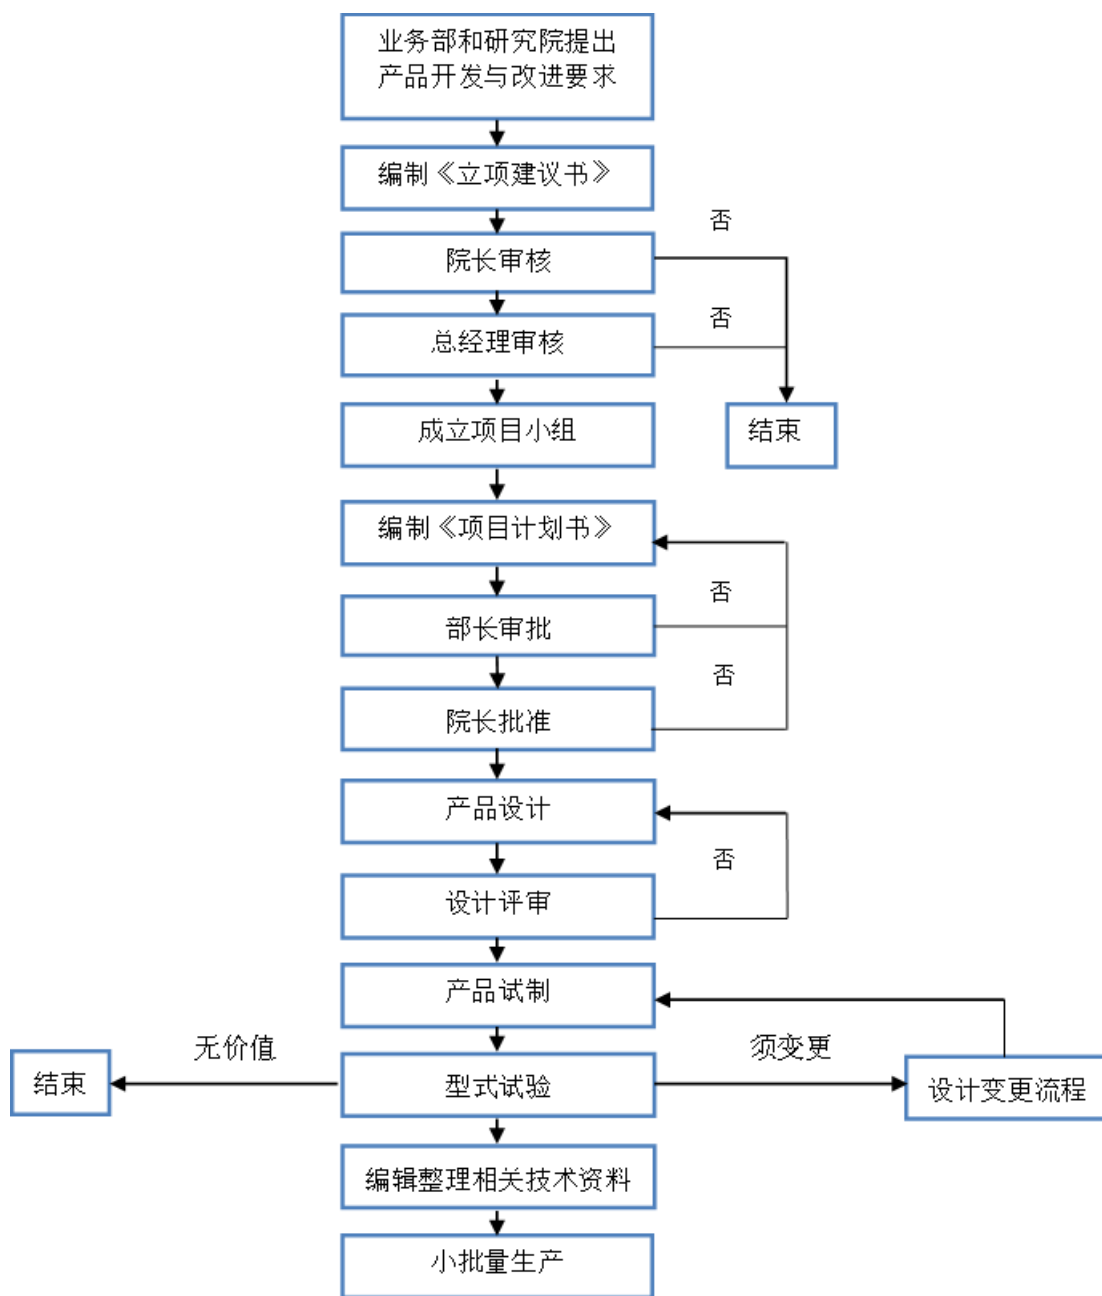 业务部和研究院提出
产品开发与改进要求
编制《立项建议书》
否
院长审核
否
总经理审核
成立项目小组
结束
编制《项目计划书》
否
部长审批
否
院长批准
产品设计
否
设计评审
产品试制
无价值
须变更
结束
型式试验
设计变更流程
编辑整理相关技术资料
小批量生产